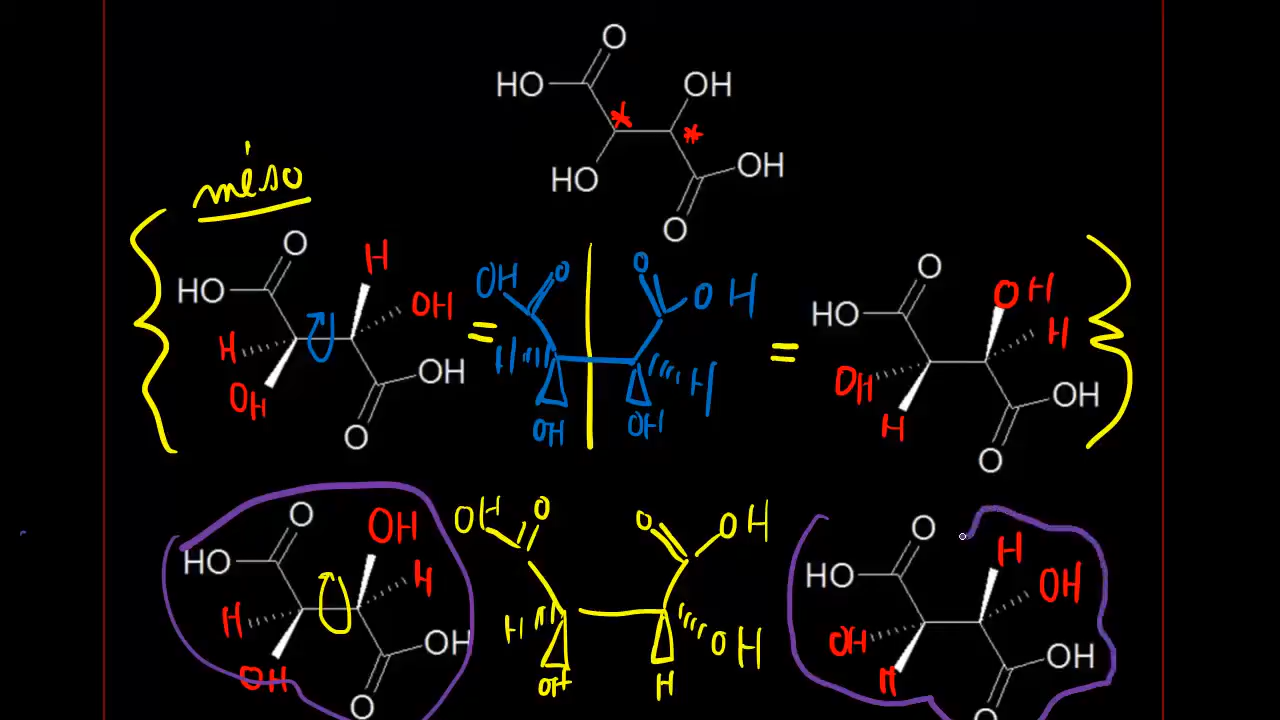 O
HO OH
* *
HO OH
O
méso
O H OH O O OH O OH
HO OH HO H
H H H OH
OH OH OH OH H OH
O O
O OH OH O O OH O H
HO H HO OH
H H OH OH
OH OH OH H H OH
O O